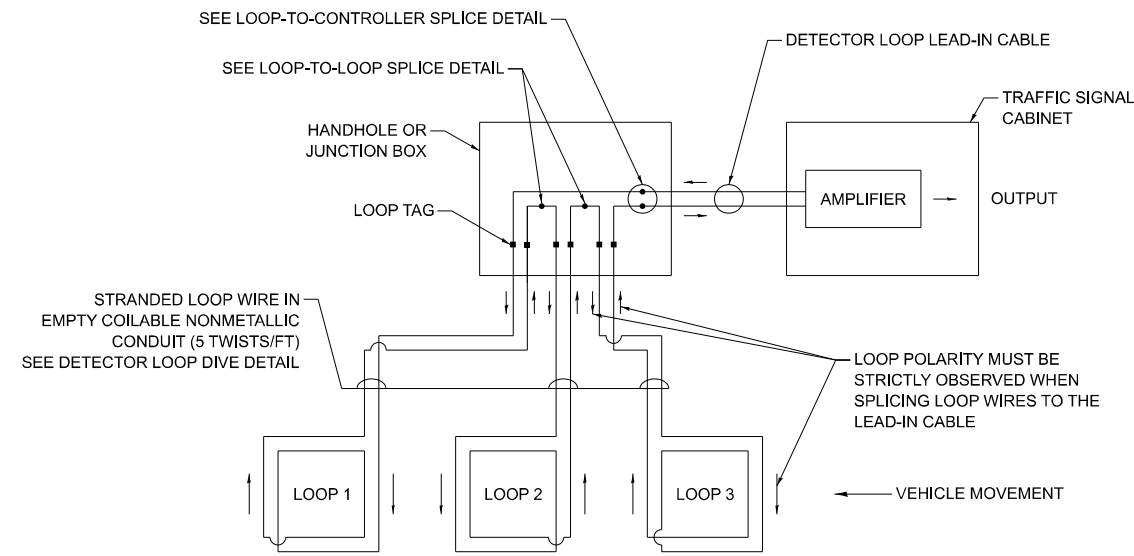 SEE LOOP-TO-CONTROLLER SPLICE DETAIL
DETECTOR LOOP LEAD-IN CABLE
SEE LOOP-TO-LOOP SPLICE DETAIL
TRAFFIC SIGNAL
CABINET
HANDHOLE OR
JUNCTION BOX
AMPLIFIER
OUTPUT
LOOP TAG
STRANDED LOOP WIRE IN
EMPTY COILABLE NONMETALLIC
CONDUIT (5 TWISTS/FT)
SEE DETECTOR LOOP DIVE DETAIL
LOOP POLARITY MUST BE
STRICTLY OBSERVED WHEN
SPLICING LOOP WIRES TO THE
LEAD-IN CABLE
LOOP 1
LOOP 2
LOOP 3
VEHICLE MOVEMENT